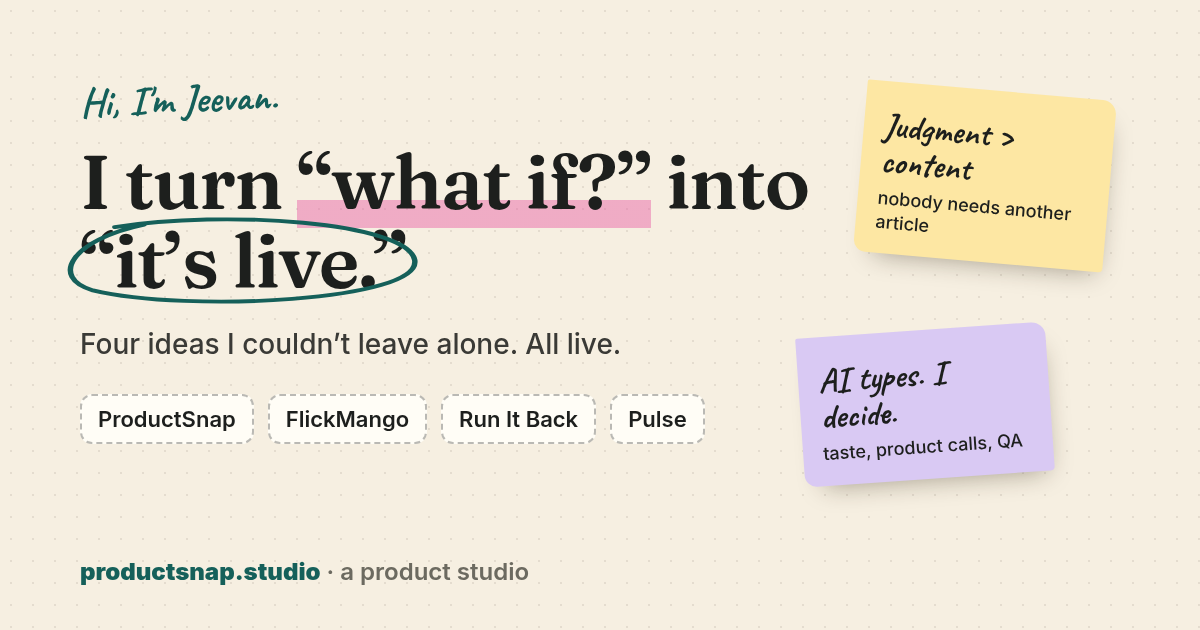 Hi, I'm Jeevan.
I turn “what if?” into
“it’s live.”
Four ideas I couldn’t leave alone. All live.
ProductSnap
FlickMango
Run It Back
Pulse
productsnap.studio · a product studio
Judgment >
content
nobody needs another
article
AI types. I
decide.
taste, product calls, QA